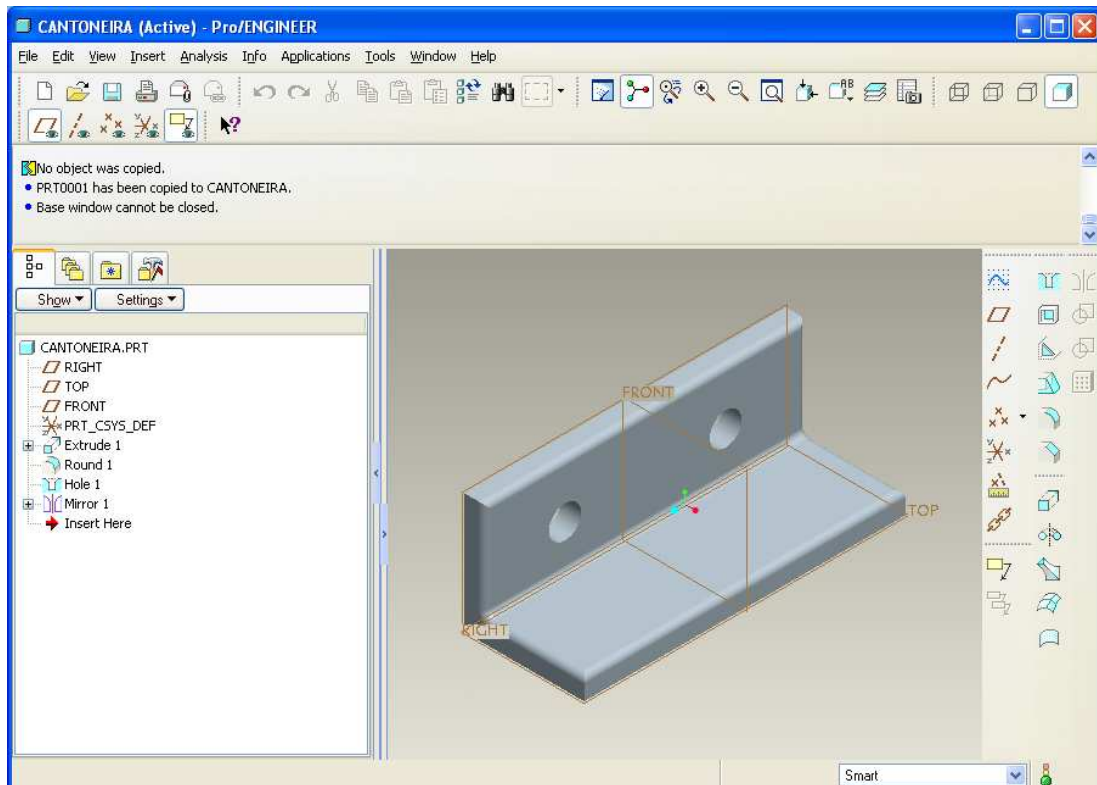 CANTONEIRA (Active) - Pro/ENGINEER
File Edit View Insert Analysis Info Applications Tools Window Help
No object was copied.
• PRT0001 has been copied to CANTONEIRA.
• Base window cannot be closed.
Show Settings
CANTONEIRA.PRT
RIGHT
TOP
FRONT
PRT_CSYS_DEF
Extrude 1
Round 1
Hole 1
Mirror 1
Insert Here
FRONT
TOP
RIGHT
Smart